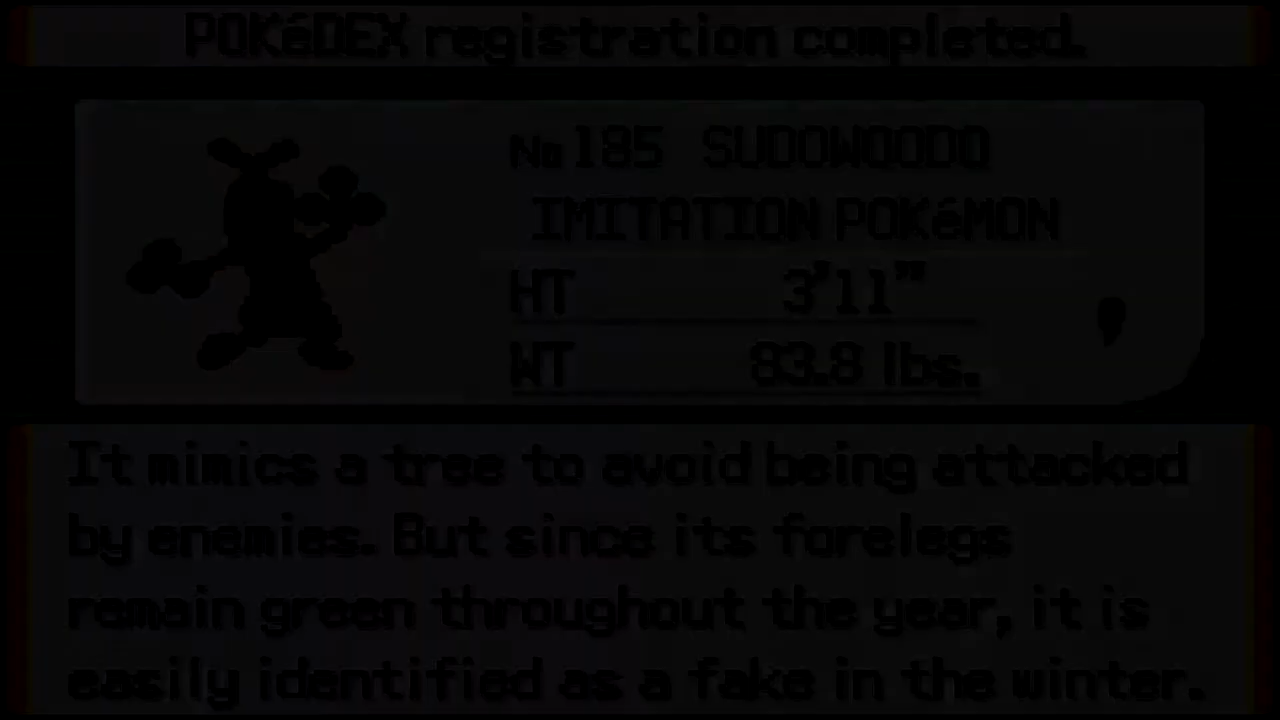 POKéDEX registration completed.
No185 SUDOWOODO
IMITATION POKéMON
HT 3'11"
WT 83.8 lbs.
It mimics a tree to avoid being attacked
by enemies. But since its forelegs
remain green throughout the year, it is
easily identified as a fake in the winter.